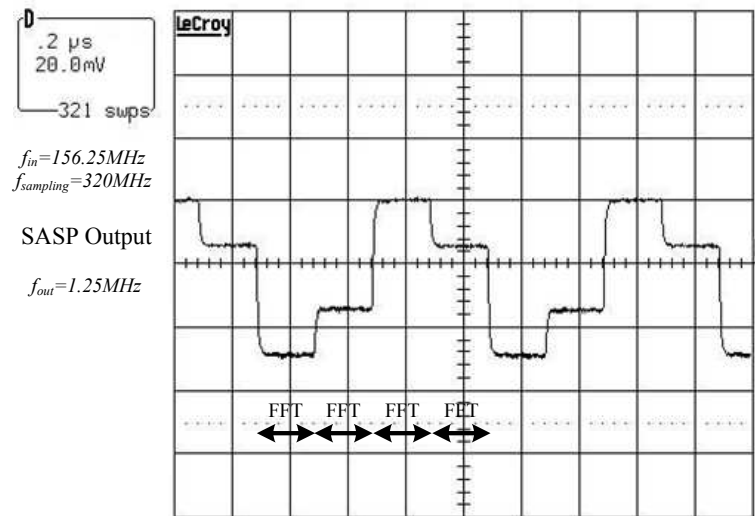 D
.2 µs
20.0mV
321 swps
LeCroy
fin=156.25MHz
fsampling=320MHz
SASP Output
fout=1.25MHz
FFT FFT FFT FFT